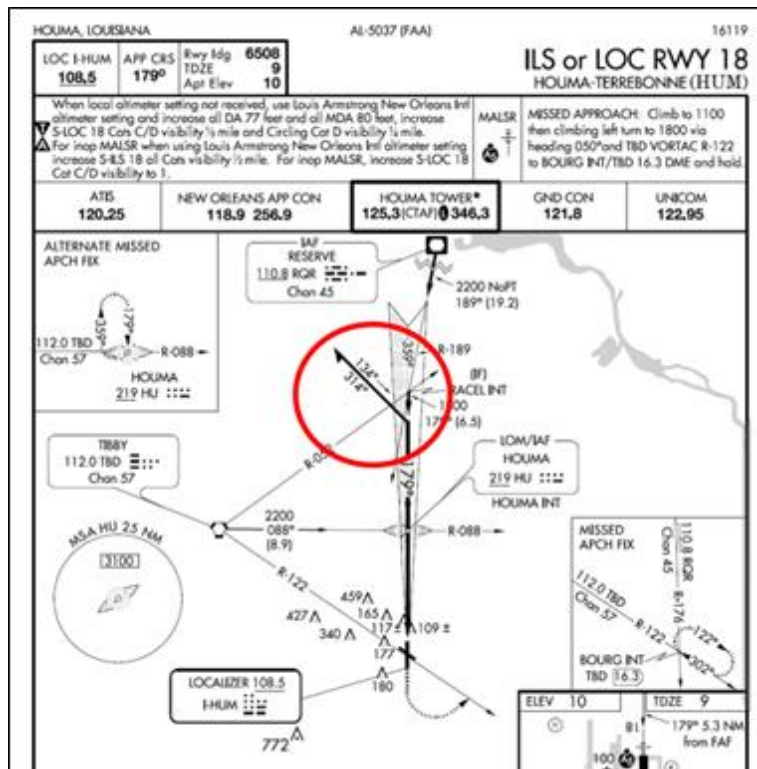 HOUMA, LOUISIANA
AL-5037 (FAA)
16119
LOC I-HUM
108.5
APP CRS
179°
Rwy ldg 6508
TDZE 9
Apt Elev 10
ILS or LOC RWY 18
HOUMA-TERREBONNE (HUM)
When local altimeter setting not received, use Louis Armstrong New Orleans Intl
altimeter setting and increase all DA 77 feet and all MDA 80 feet, increase
S-LOC 18 Cats C/D visibility ½ mile and Circling Cat D visibility ¼ mile.
For inop MALSR when using Louis Armstrong New Orleans Intl altimeter setting
increase S-ILS 18 all Cats visibility ½ mile. For inop MALSR, increase S-LOC 18
Cat C/D visibility to 1.
MALSR
MISSED APPROACH: Climb to 1100
then climbing left turn to 1800 via
heading 050° and TBD VORTAC R-122
to BOURG INT/TBD 16.3 DME and hold.
ATIS
120.25
NEW ORLEANS APP CON
118.9 256.9
HOUMA TOWER*
125.3 (CTAF) 346.3
GND CON
121.8
UNICOM
122.95
ALTERNATE MISSED
APCH FIX
359°
179°
112.0 TBD
Chan 57
R-088
HOUMA
219 HU
IAF
RESERVE
110.8 RQR
Chan 45
2200 NoPT
189° (19.2)
359°
R-189
134°
314°
(IF)
RACEL INT
179° (6.5)
179°
TIBBY
112.0 TBD
Chan 57
LOM/IAF
HOUMA
219 HU
HOUMA INT
2200
088°
(8.9)
R-088
MSA HU 25 NM
3100
R-122
459
427
165
117±
109 ±
340
177
180
LOCALIZER 108.5
I-HUM
772
MISSED
APCH FIX
110.8 RQR
Chan 45
R-176
112.0 TBD
Chan 57
R-122
122°
302°
BOURG INT
TBD 16.3
ELEV 10
TDZE 9
18
179° 5.3 NM
from FAF
100